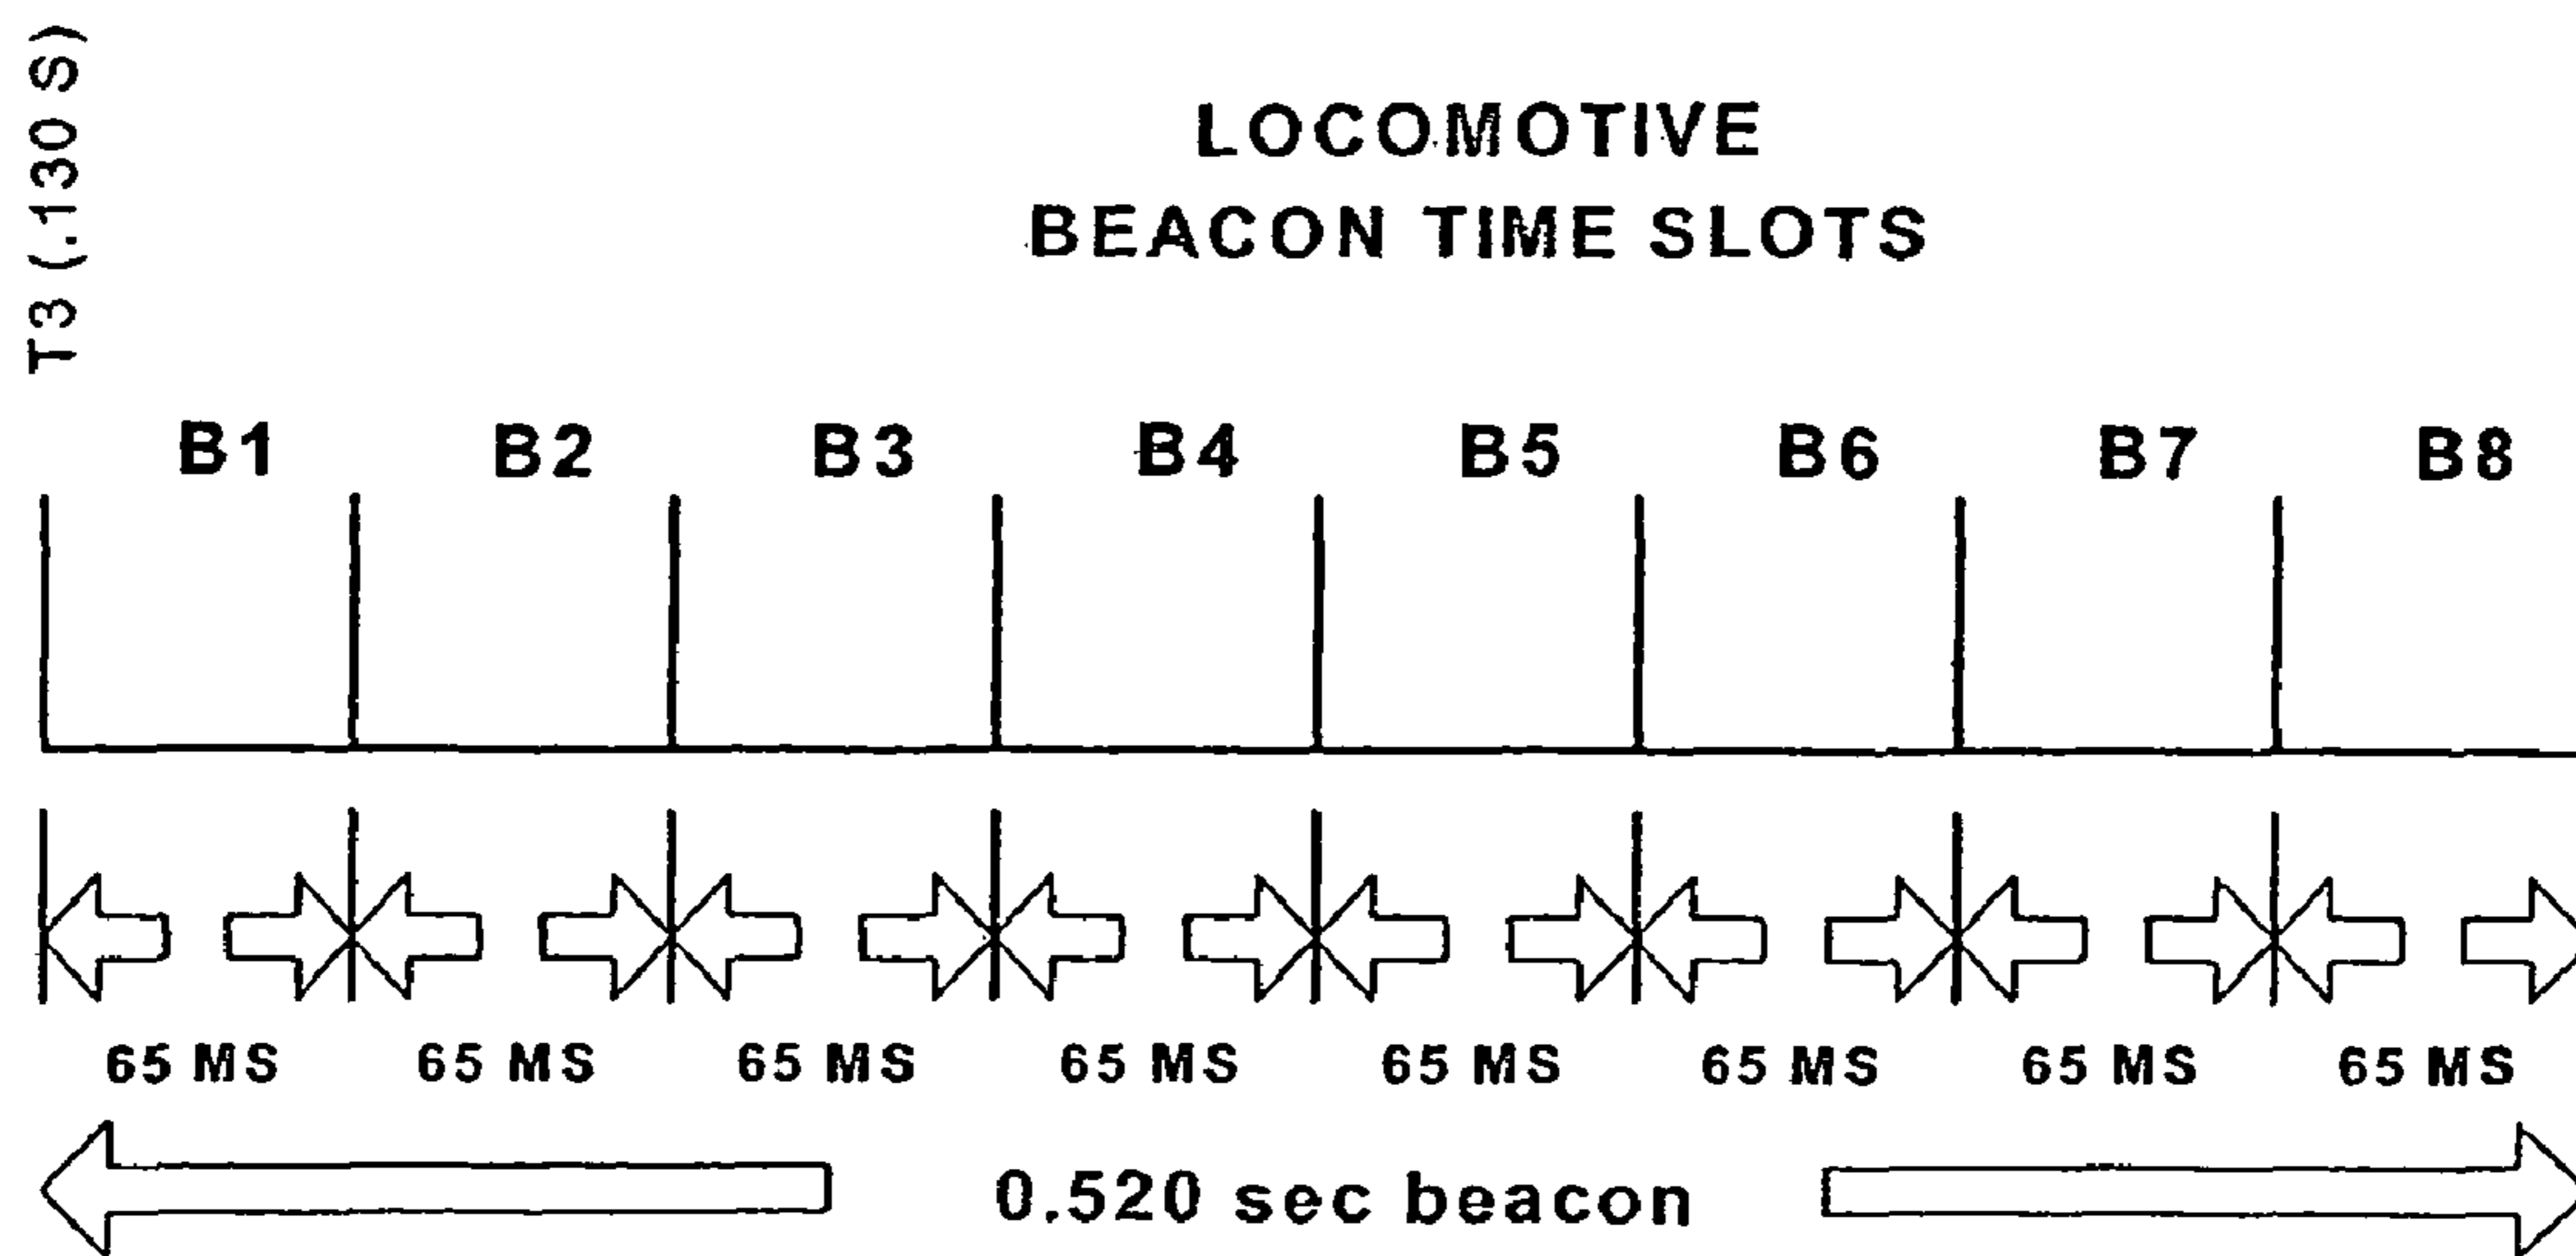 T3 (.130 S)
LOCOMOTIVE
BEACON TIME SLOTS
B1 B2 B3 B4 B5 B6 B7 B8
65 MS 65 MS 65 MS 65 MS 65 MS 65 MS 65 MS 65 MS
0.520 sec beacon